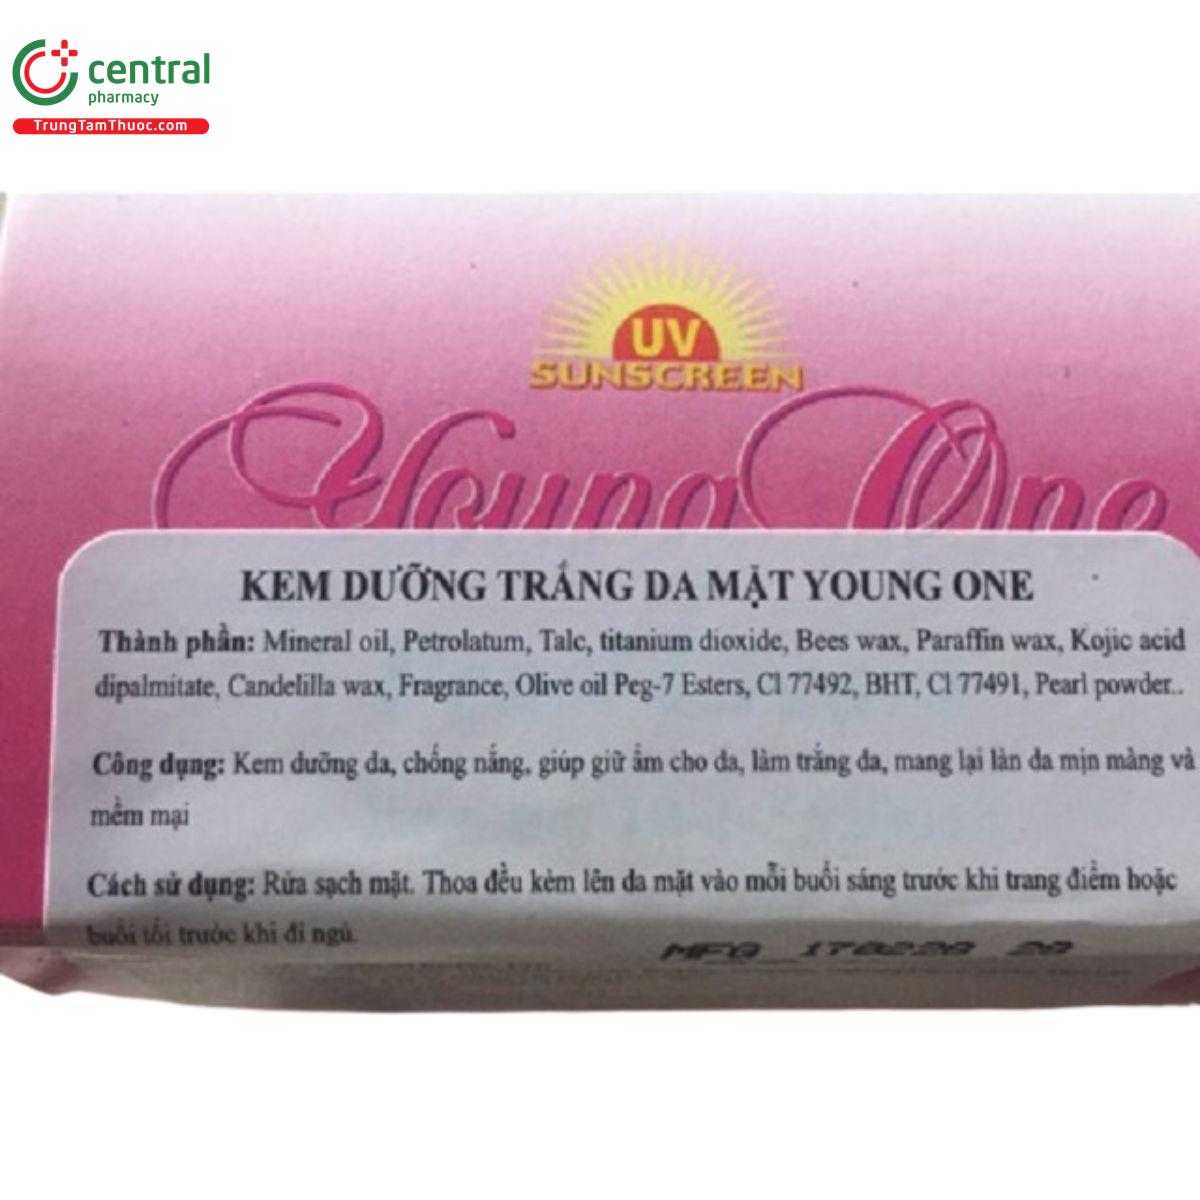 central
pharmacy
TrungTamThuoc.com
UV
SUNSCREEN
Young One
KEM DƯỠNG TRẮNG DA MẶT YOUNG ONE
Thành phần: Mineral oil, Petrolatum, Talc, titanium dioxide, Bees wax, Paraffin wax, Kojic acid
dipalmitate, Candelilla wax, Fragrance, Olive oil Peg-7 Esters, Cl 77492, BHT, Cl 77491, Pearl powder..
Công dụng: Kem dưỡng da, chống nắng, giúp giữ ẩm cho da, làm trắng da, mang lại làn da mịn màng và
mềm mại
Cách sử dụng: Rửa sạch mặt. Thoa đều kèm lên da mặt vào mỗi buổi sáng trước khi trang điểm hoặc
buổi tối trước khi đi ngủ.
MFG 170228 20